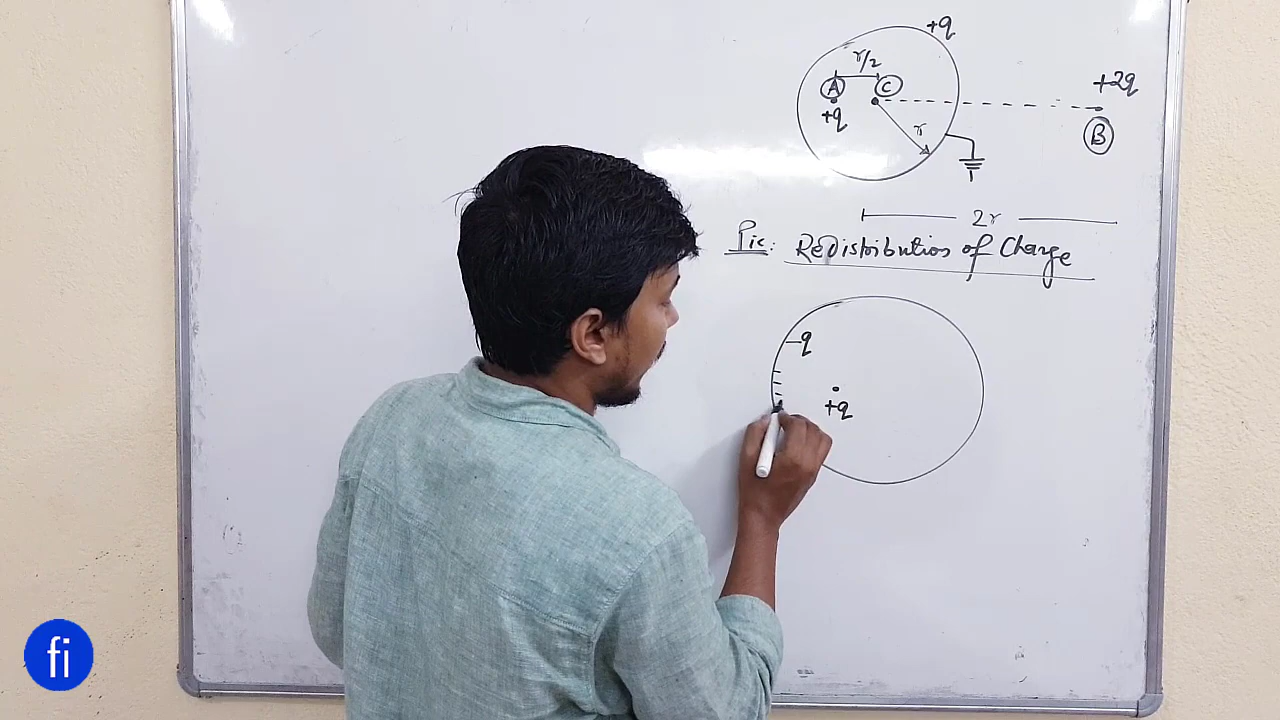 +q
r/2
A
C
+2q
+q
r
B
2r
Pic: Redistribution of Charge
-q
+q
fi